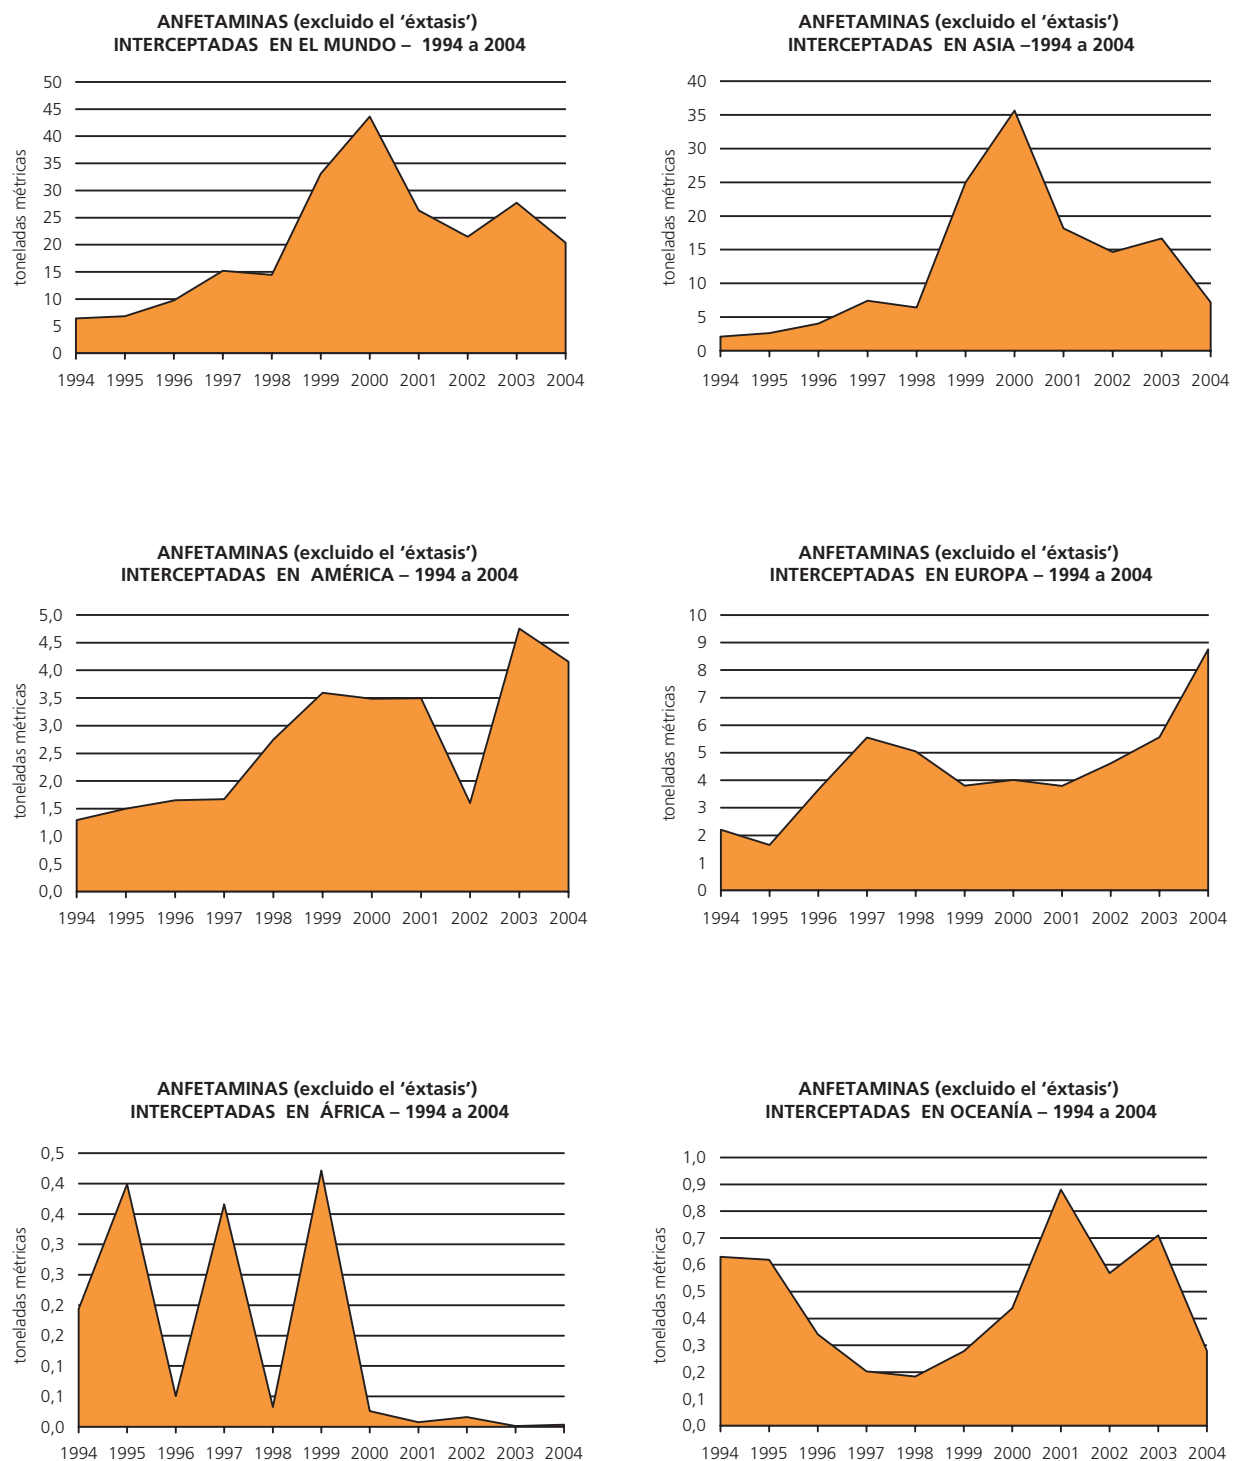 ANFETAMINAS (excluido el ‘éxtasis’)
INTERCEPTADAS EN EL MUNDO – 1994 a 2004
toneladas métricas
50
45
40
35
30
25
20
15
10
5
0
1994 1995 1996 1997 1998 1999 2000 2001 2002 2003 2004
ANFETAMINAS (excluido el ‘éxtasis’)
INTERCEPTADAS EN ASIA –1994 a 2004
toneladas métricas
40
35
30
25
20
15
10
5
0
1994 1995 1996 1997 1998 1999 2000 2001 2002 2003 2004
ANFETAMINAS (excluido el ‘éxtasis’)
INTERCEPTADAS EN AMÉRICA – 1994 a 2004
toneladas métricas
5,0
4,5
4,0
3,5
3,0
2,5
2,0
1,5
1,0
0,5
0,0
1994 1995 1996 1997 1998 1999 2000 2001 2002 2003 2004
ANFETAMINAS (excluido el ‘éxtasis’)
INTERCEPTADAS EN EUROPA – 1994 a 2004
toneladas métricas
10
9
8
7
6
5
4
3
2
1
0
1994 1995 1996 1997 1998 1999 2000 2001 2002 2003 2004
ANFETAMINAS (excluido el ‘éxtasis’)
INTERCEPTADAS EN ÁFRICA – 1994 a 2004
toneladas métricas
0,5
0,4
0,4
0,3
0,3
0,2
0,2
0,1
0,1
0,0
1994 1995 1996 1997 1998 1999 2000 2001 2002 2003 2004
ANFETAMINAS (excluido el ‘éxtasis’)
INTERCEPTADAS EN OCEANÍA – 1994 a 2004
toneladas métricas
1,0
0,9
0,8
0,7
0,6
0,5
0,4
0,3
0,2
0,1
0,0
1994 1995 1996 1997 1998 1999 2000 2001 2002 2003 2004